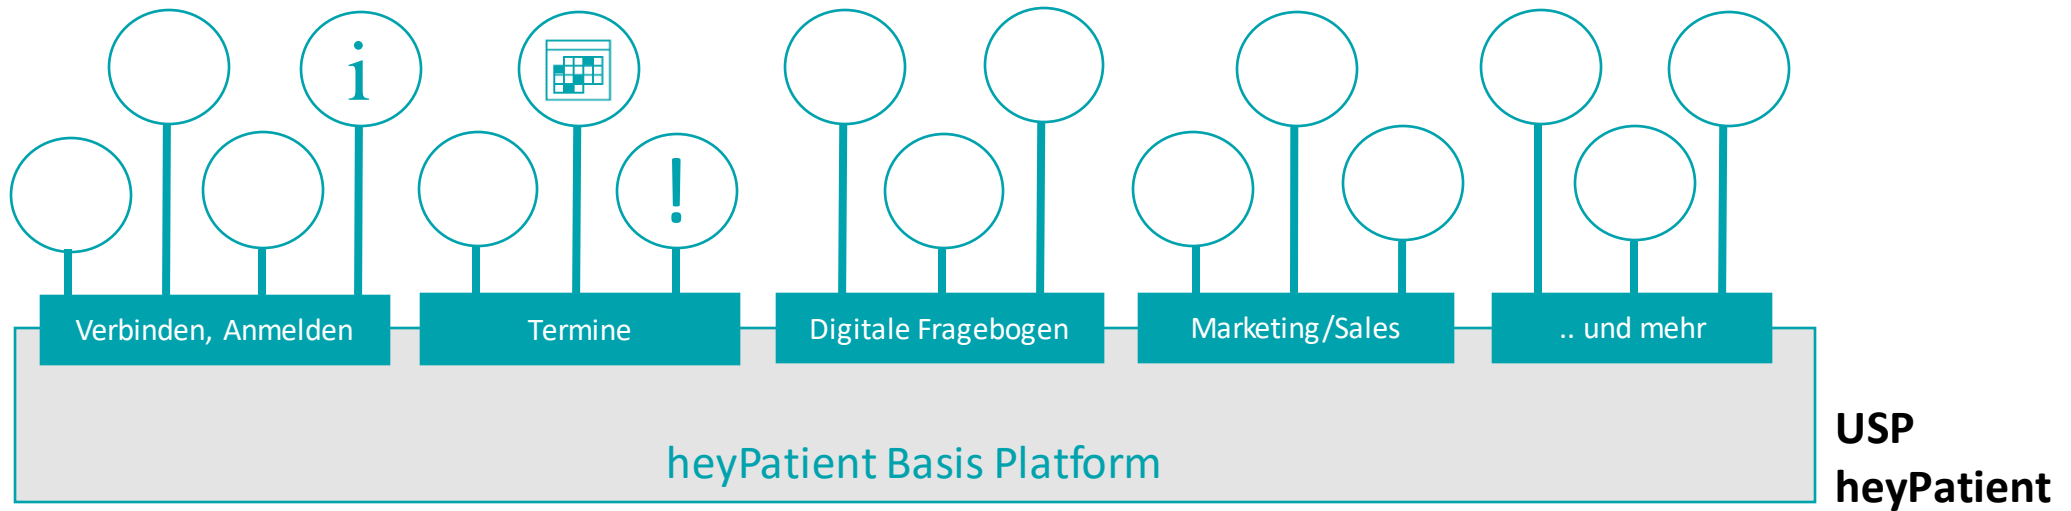 i
!
Verbinden, Anmelden
Termine
Digitale Fragebogen
Marketing/Sales
.. und mehr
heyPatient Basis Platform
USP
heyPatient